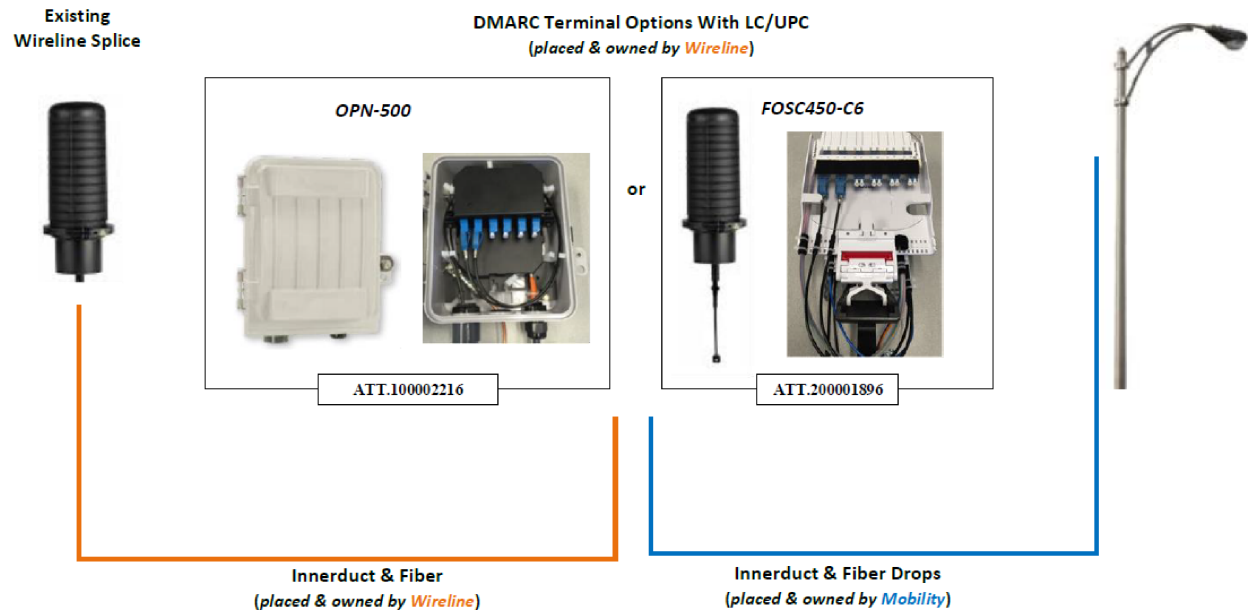 Existing
Wireline Splice
DMARC Terminal Options With LC/UPC
(placed & owned by Wireline)
OPN-500
or
FOSC450-C6
ATT.100002216
ATT.200001896
Innerduct & Fiber
(placed & owned by Wireline)
Innerduct & Fiber Drops
(placed & owned by Mobility)